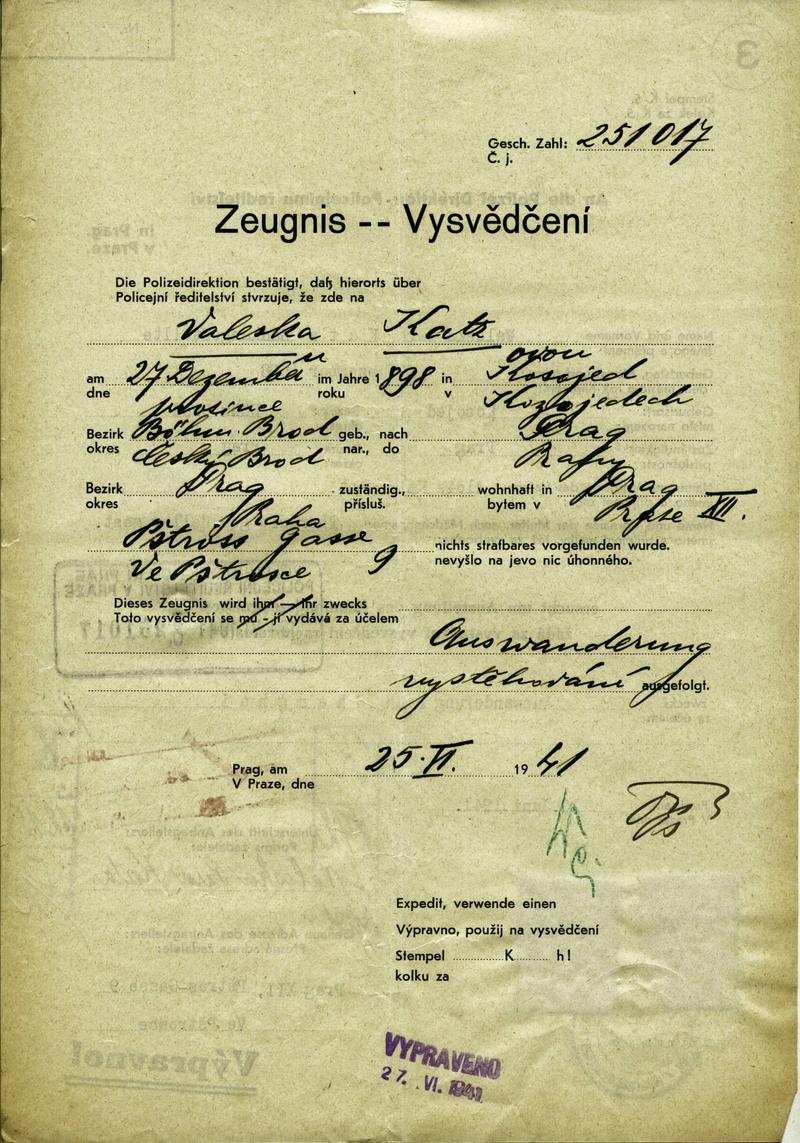 Gesch. Zahl: 251017
Č. j.
Zeugnis -- Vysvědčení
Die Polizeidirektion bestätigt, daß hierorts über
Policejní ředitelství stvrzuje, že zde na
Valeska Katz
ovou
am 27 Dezember im Jahre 1898 in Kosojed
dne prosince roku v Kozojedech
Bezirk Böhm. Brod geb., nach Prag
okres Český Brod nar., do Prahy
Bezirk Prag zuständig., wohnhaft in Prag
okres Praha přísluš. bytem v Praze XII.
Pštross Gasse 9 nichts strafbares vorgefunden wurde.
Ve Pštrosce nevyšlo na jevo nic úhonného.
Dieses Zeugnis wird ihm — ihr zwecks
Toto vysvědčení se mu - jí vydává za účelem
Auswanderung
vystěhování ausgefolgt.
Prag, am 25. VI. 1941
V Praze, dne
Expedit, verwende einen
Výpravno, použij na vysvědčení
Stempel K h!
kolku za
VYPRAVENO
27. VI. 1941